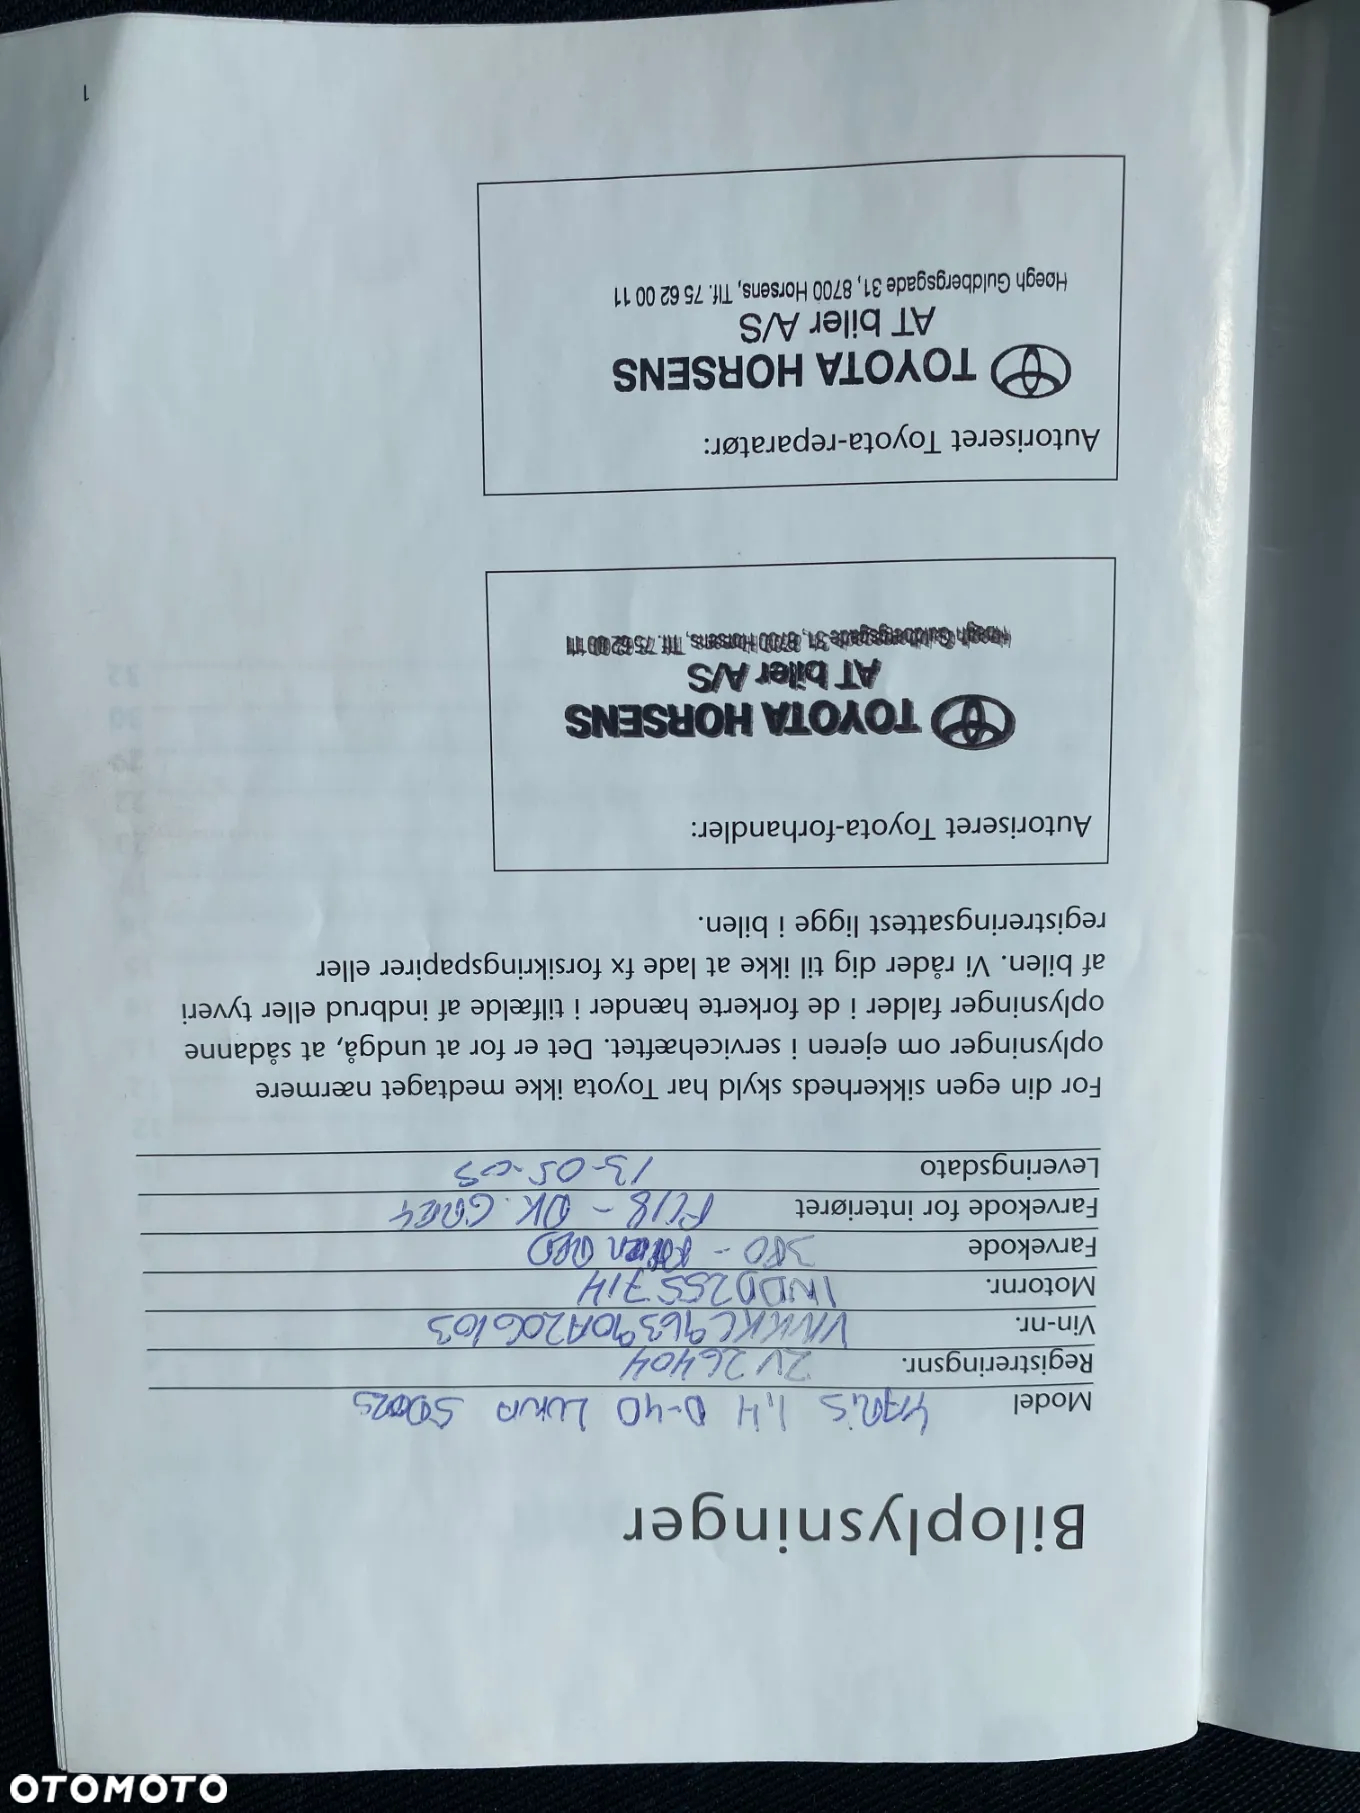 Biloplysninger
Model YARIS 1,4 D-4D LUNA 5DØRS
Registreringsnr. ZV 26404
Vin-nr. VNKKC96390A206103
Motornr. 1NDD255714
Farvekode 3P0 - RED
Farvekode for interiøret FC18 - DK. GREY
Leveringsdato 13-05-03
For din egen sikkerheds skyld har Toyota ikke medtaget nærmere
oplysninger om ejeren i servicehæftet. Det er for at undgå, at sådanne
oplysninger falder i de forkerte hænder i tilfælde af indbrud eller tyveri
af bilen. Vi råder dig til ikke at lade fx forsikringspapirer eller
registreringsattest ligge i bilen.
Autoriseret Toyota-forhandler:
TOYOTA HORSENS
AT biler A/S
Høegh Guldbergsgade 31, 8700 Horsens, Tlf. 75 62 00 11
Autoriseret Toyota-reparatør:
TOYOTA HORSENS
AT biler A/S
Høegh Guldbergsgade 31, 8700 Horsens, Tlf. 75 62 00 11
1
OTOMOTO